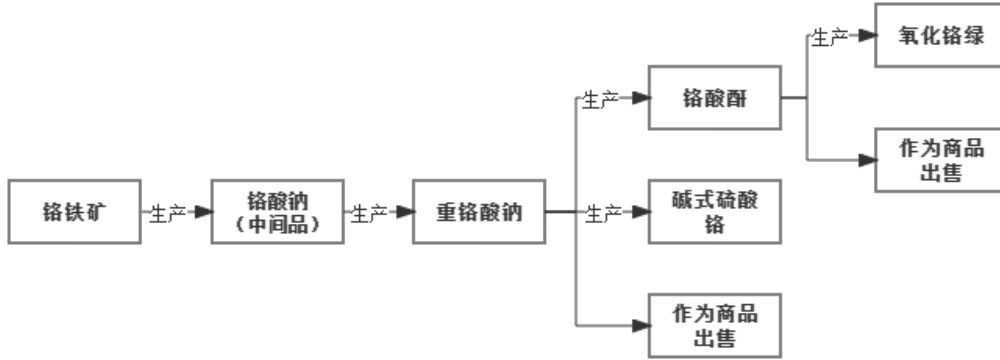 生产
氧化铬绿
生产
铬酸酐
作为商品
出售
铬铁矿
生产
铬酸钠
（中间品）
生产
重铬酸钠
生产
碱式硫酸
铬
作为商品
出售